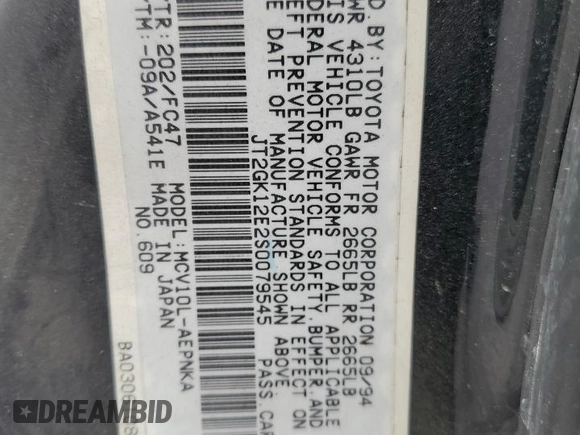 D. BY: TOYOTA MOTOR CORPORATION 09/94
WR 4310LB GAWR FR 2665LB RR 2665LB
IS VEHICLE CONFORMS TO ALL APPLICABLE
DERAL MOTOR VEHICLE SAFETY, BUMPER, AND
EFT PREVENTION STANDARDS IN EFFECT ON
E DATE OF MANUFACTURE SHOWN ABOVE.
JT2GK12E2S0079545 PASS. CAR
TR: 202/FC47 MODEL: MCV10L-AEPNKA
TM: -09A/A541E MADE IN JAPAN
NO. 609
DREAMBID